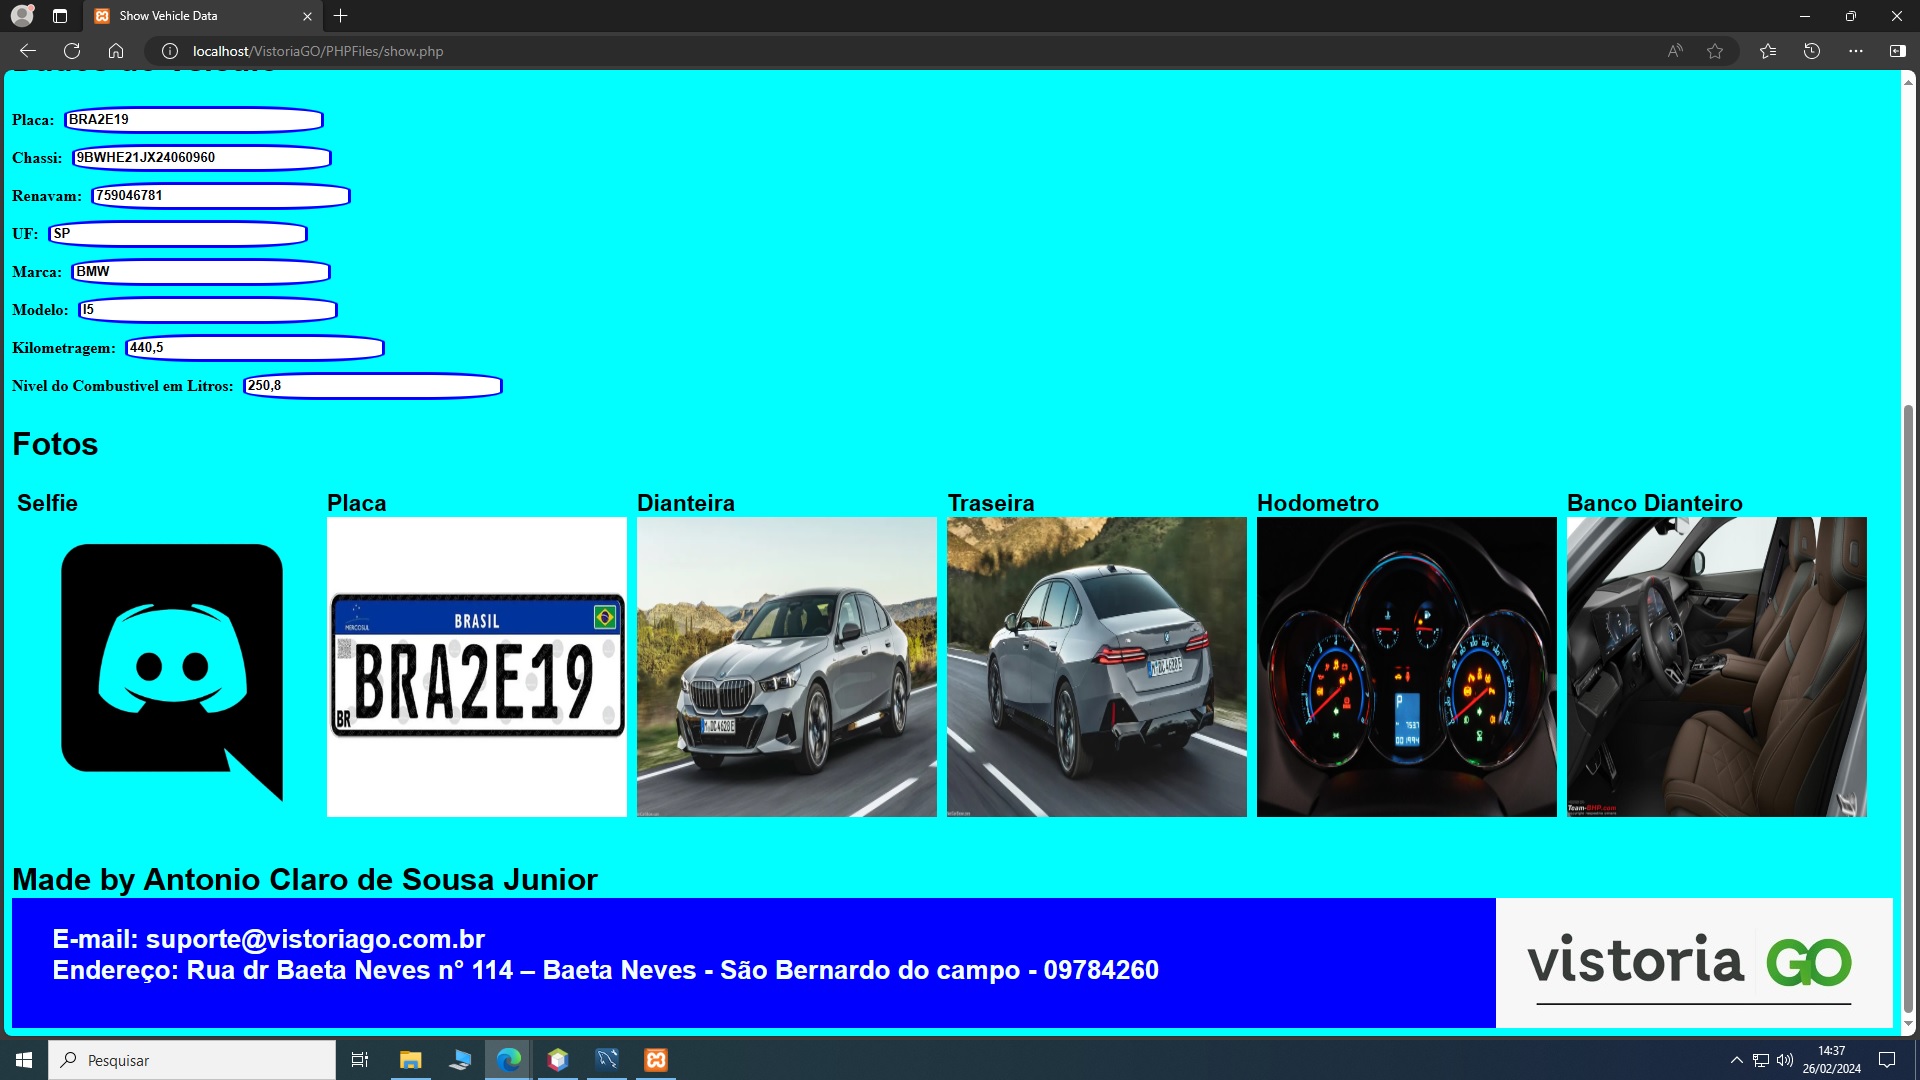 Show Vehicle Data
localhost/VistoriaGO/PHPFiles/show.php
Placa: BRA2E19
Chassi: 9BWHE21JX24060960
Renavam: 759046781
UF: SP
Marca: BMW
Modelo: I5
Kilometragem: 440,5
Nivel do Combustivel em Litros: 250,8
Fotos
Selfie Placa Dianteira Traseira Hodometro Banco Dianteiro
MERCOSUL BRASIL
BRA2E19
BR
Team-BHP.com
Made by Antonio Claro de Sousa Junior
E-mail: suporte@vistoriago.com.br
Endereço: Rua dr Baeta Neves n° 114 – Baeta Neves - São Bernardo do campo - 09784260
vistoria GO
Pesquisar
14:37
26/02/2024